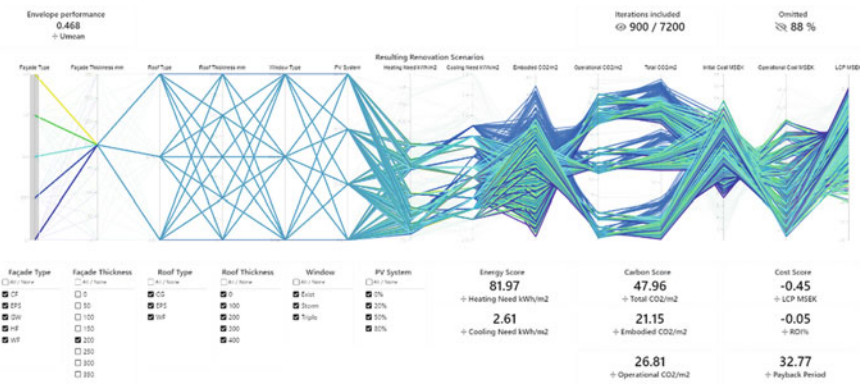 Envelope performance
0.468
÷ Umean
Iterations included
900 / 7200
Omitted
88 %
Resulting Renovation Scenarios
Façade Type
Façade Thickness mm
Roof Type
Roof Thickness mm
Window Type
PV System
Heating Need kWh/m2
Cooling Need kWh/m2
Embodied CO2/m2
Operational CO2/m2
Total CO2/m2
Initial Cost MSEK
Operational Cost MSEK
LCP MSEK
Façade Type
All / None
CF
EPS
GW
HF
WF
Façade Thickness
All / None
0
50
100
150
200
250
300
350
Roof Type
All / None
CG
EPS
WF
Roof Thickness
All / None
0
100
200
300
400
Window
All / None
Exist
Storm
Triple
PV System
All / None
0%
20%
50%
80%
Energy Score
81.97
÷ Heating Need kWh/m2
2.61
÷ Cooling Need kWh/m2
Carbon Score
47.96
÷ Total CO2/m2
21.15
÷ Embodied CO2/m2
26.81
÷ Operational CO2/m2
Cost Score
-0.45
÷ LCP MSEK
-0.05
÷ ROI%
32.77
÷ Payback Period